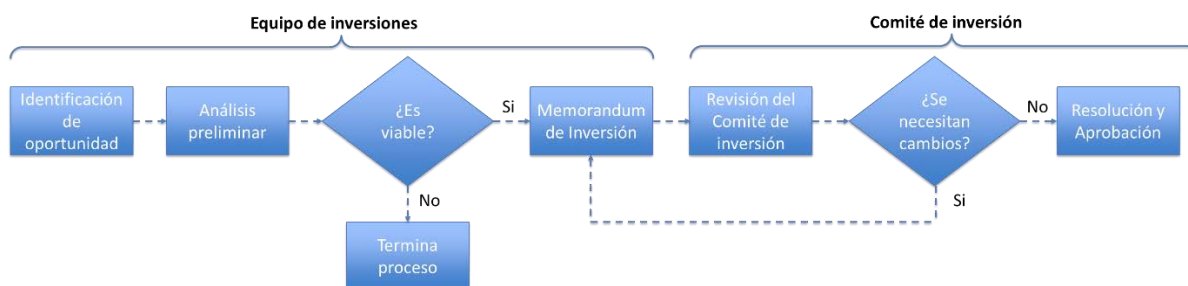 Equipo de inversiones
Comité de inversión
Identificación
de
oportunidad
Análisis
preliminar
¿Es
viable?
Si
Memorandum
de Inversión
Revisión del
Comité de
inversión
¿Se
necesitan
cambios?
No
Resolución y
Aprobación
No
Si
Termina
proceso